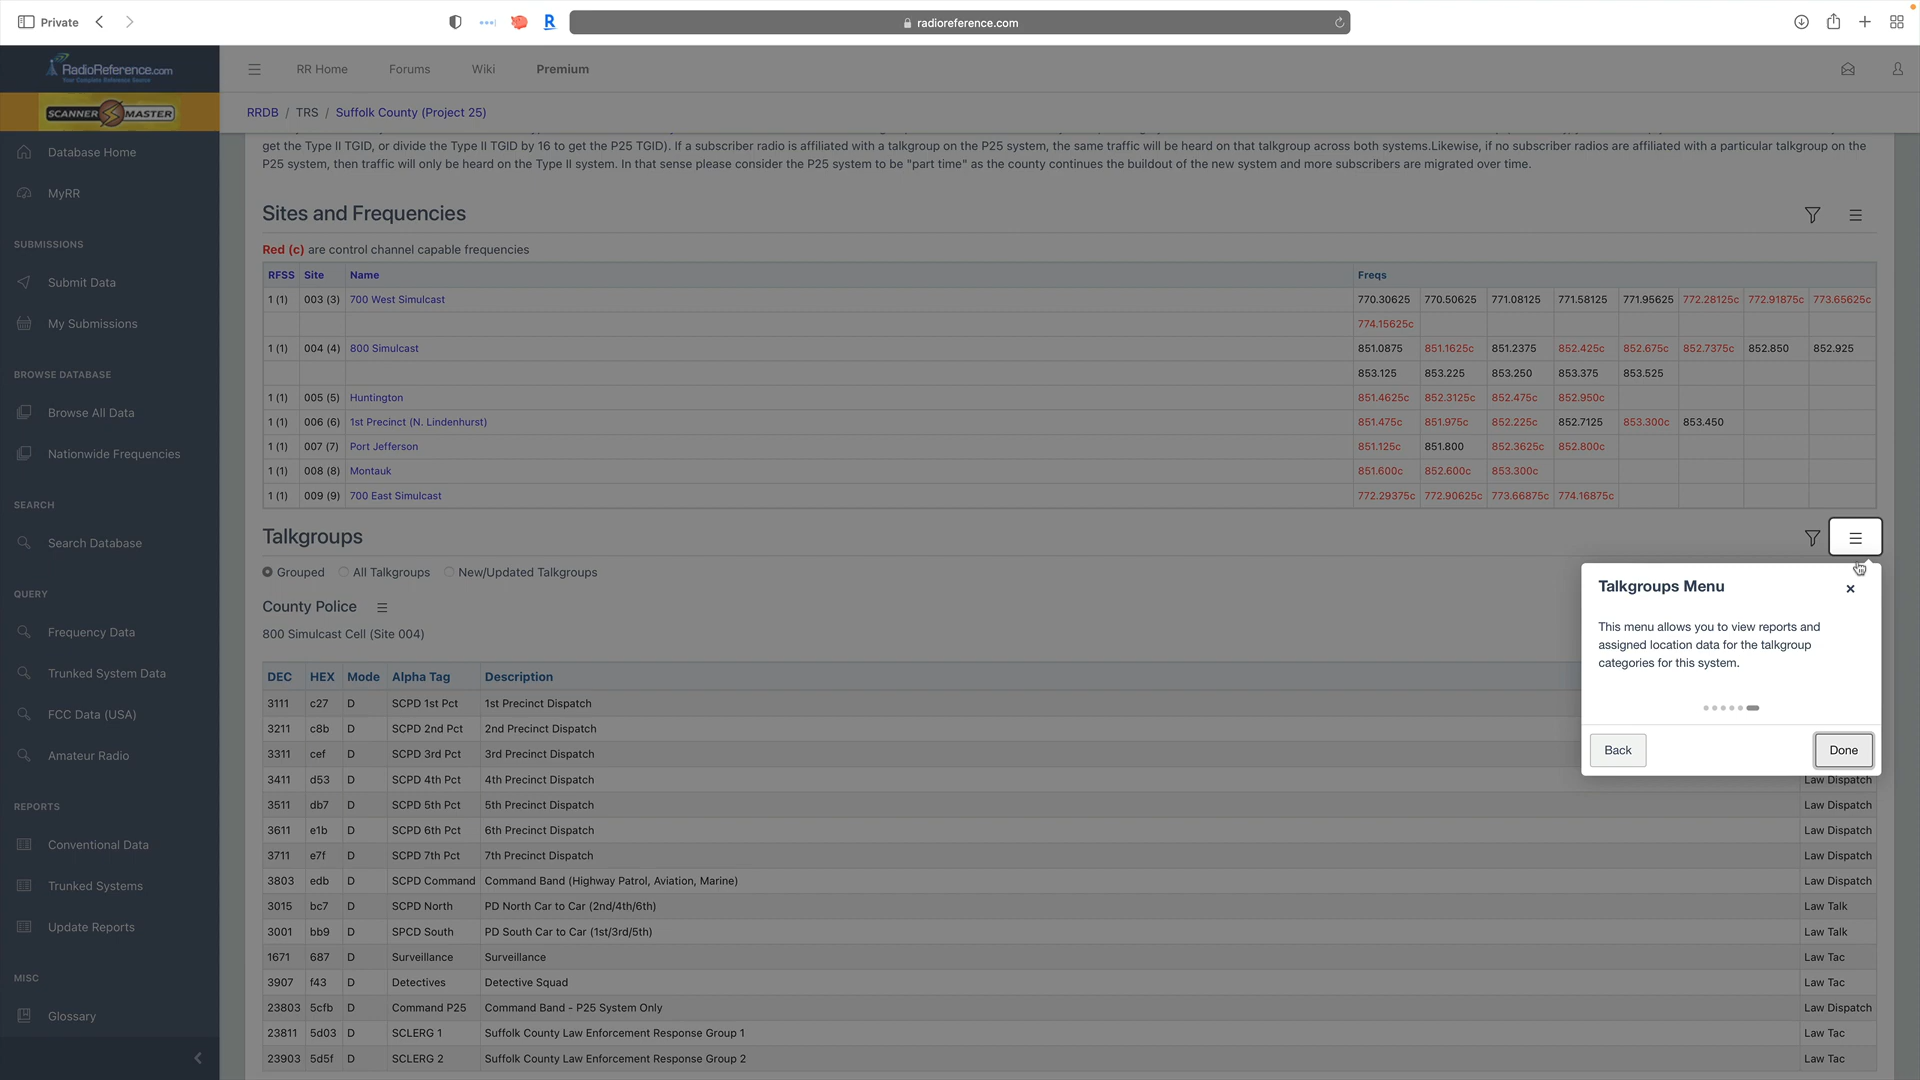 Private
radioreference.com
RadioReference.com
Your Complete Reference Source
RR Home Forums Wiki Premium
SCANNER MASTER
RRDB / TRS / Suffolk County (Project 25)
get the Type II TGID, or divide the Type II TGID by 16 to get the P25 TGID). If a subscriber radio is affiliated with a talkgroup on the P25 system, the same traffic will be heard on that talkgroup across both systems.Likewise, if no subscriber radios are affiliated with a particular talkgroup on the
P25 system, then traffic will only be heard on the Type II system. In that sense please consider the P25 system to be "part time" as the county continues the buildout of the new system and more subscribers are migrated over time.
Database Home
MyRR
SUBMISSIONS
Submit Data
My Submissions
BROWSE DATABASE
Browse All Data
Nationwide Frequencies
SEARCH
Search Database
QUERY
Frequency Data
Trunked System Data
FCC Data (USA)
Amateur Radio
REPORTS
Conventional Data
Trunked Systems
Update Reports
MISC
Glossary
Sites and Frequencies
Red (c) are control channel capable frequencies
RFSS Site Name Freqs
1 (1) 003 (3) 700 West Simulcast 770.30625 770.50625 771.08125 771.58125 771.95625 772.28125c 772.91875c 773.65625c
774.15625c
1 (1) 004 (4) 800 Simulcast 851.0875 851.1625c 851.2375 852.425c 852.675c 852.7375c 852.850 852.925
853.125 853.225 853.250 853.375 853.525
1 (1) 005 (5) Huntington 851.4625c 852.3125c 852.475c 852.950c
1 (1) 006 (6) 1st Precinct (N. Lindenhurst) 851.475c 851.975c 852.225c 852.7125 853.300c 853.450
1 (1) 007 (7) Port Jefferson 851.125c 851.800 852.3625c 852.800c
1 (1) 008 (8) Montauk 851.600c 852.600c 853.300c
1 (1) 009 (9) 700 East Simulcast 772.29375c 772.90625c 773.66875c 774.16875c
Talkgroups
Grouped All Talkgroups New/Updated Talkgroups
County Police
800 Simulcast Cell (Site 004)
DEC HEX Mode Alpha Tag Description
3111 c27 D SCPD 1st Pct 1st Precinct Dispatch
3211 c8b D SCPD 2nd Pct 2nd Precinct Dispatch
3311 cef D SCPD 3rd Pct 3rd Precinct Dispatch
3411 d53 D SCPD 4th Pct 4th Precinct Dispatch Law Dispatch
3511 db7 D SCPD 5th Pct 5th Precinct Dispatch Law Dispatch
3611 e1b D SCPD 6th Pct 6th Precinct Dispatch Law Dispatch
3711 e7f D SCPD 7th Pct 7th Precinct Dispatch Law Dispatch
3803 edb D SCPD Command Command Band (Highway Patrol, Aviation, Marine) Law Dispatch
3015 bc7 D SCPD North PD North Car to Car (2nd/4th/6th) Law Talk
3001 bb9 D SPCD South PD South Car to Car (1st/3rd/5th) Law Talk
1671 687 D Surveillance Surveillance Law Tac
3907 f43 D Detectives Detective Squad Law Tac
23803 5cfb D Command P25 Command Band - P25 System Only Law Dispatch
23811 5d03 D SCLERG 1 Suffolk County Law Enforcement Response Group 1 Law Tac
23903 5d5f D SCLERG 2 Suffolk County Law Enforcement Response Group 2 Law Tac
Talkgroups Menu
This menu allows you to view reports and
assigned location data for the talkgroup
categories for this system.
Back Done